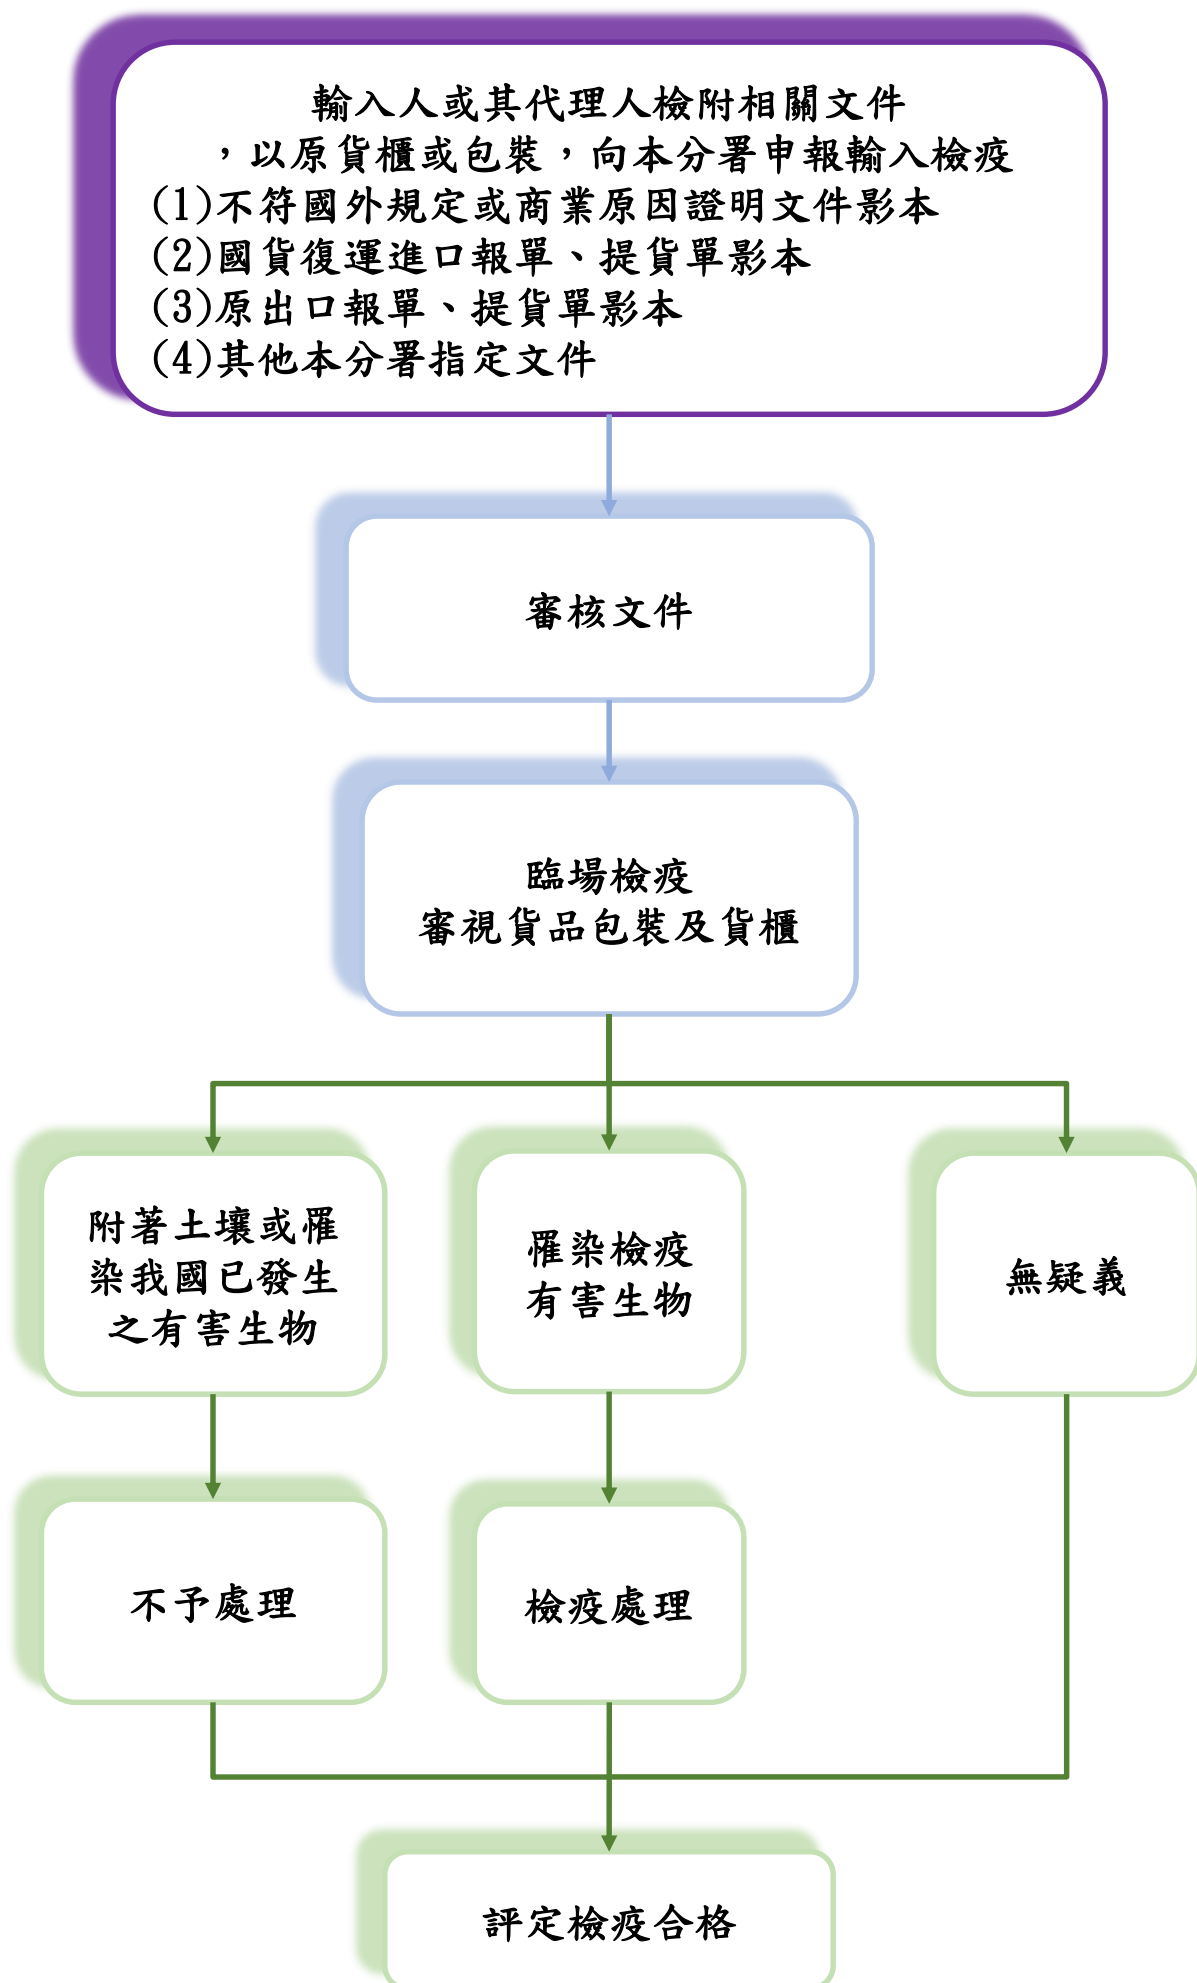 輸入人或其代理人檢附相關文件
，以原貨櫃或包裝，向本分署申報輸入檢疫
(1)不符國外規定或商業原因證明文件影本
(2)國貨復運進口報單、提貨單影本
(3)原出口報單、提貨單影本
(4)其他本分署指定文件
審核文件
臨場檢疫
審視貨品包裝及貨櫃
附著土壤或罹
染我國已發生
之有害生物
罹染檢疫
有害生物
無疑義
不予處理
檢疫處理
評定檢疫合格